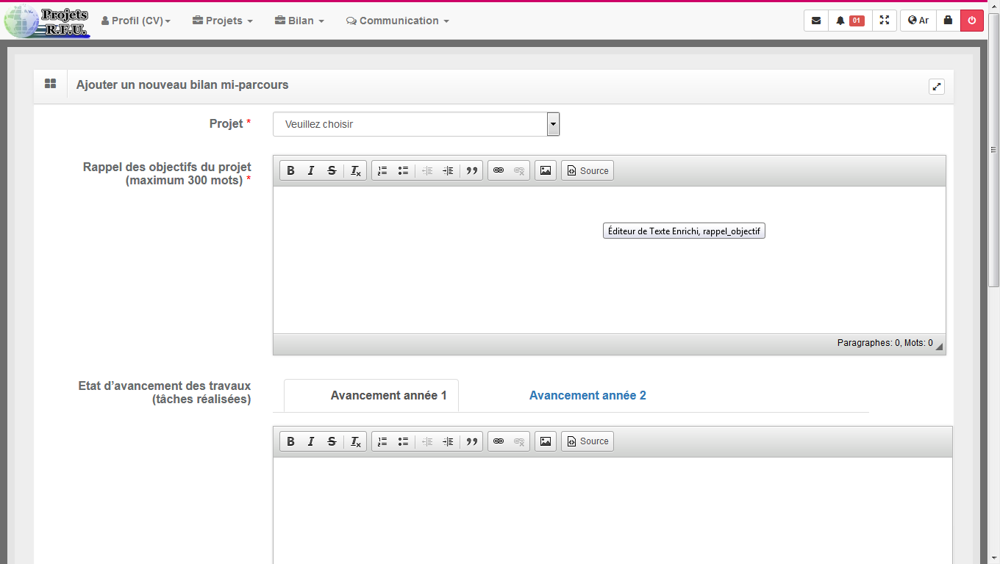 Projets
R.F.U.
Profil (CV)
Projets
Bilan
Communication
01
Ar
Ajouter un nouveau bilan mi-parcours
Projet *
Veuillez choisir
Rappel des objectifs du projet
(maximum 300 mots) *
B I S Tx
Source
Éditeur de Texte Enrichi, rappel_objectif
Paragraphes: 0, Mots: 0
Etat d’avancement des travaux
(tâches réalisées)
Avancement année 1
Avancement année 2
B I S Tx
Source